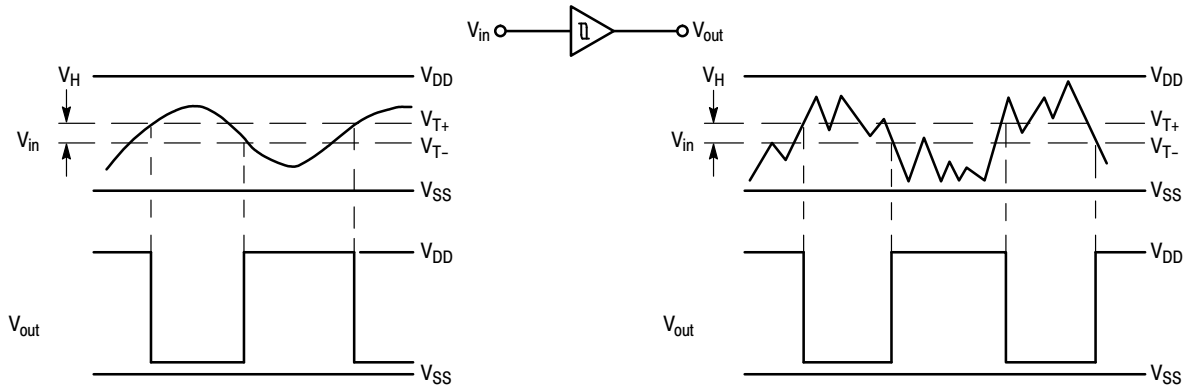 Vin Vout
VH VDD
VT+
Vin VT−
VSS
VDD
Vout
VSS
VH VDD
VT+
Vin VT−
VSS
VDD
Vout
VSS